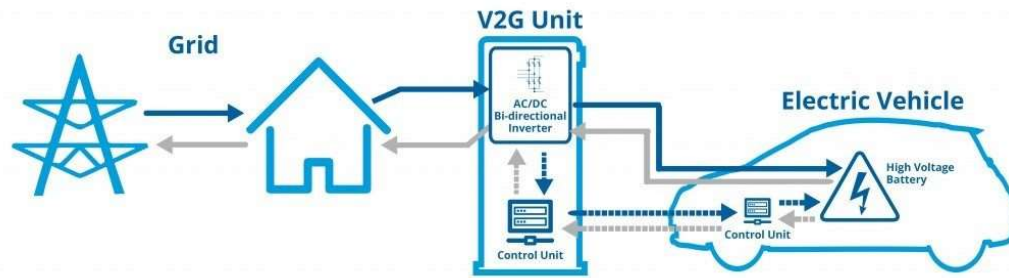 V2G Unit
Grid
AC/DC
Bi-directional
Inverter
Electric Vehicle
High Voltage
Battery
Control Unit
Control Unit